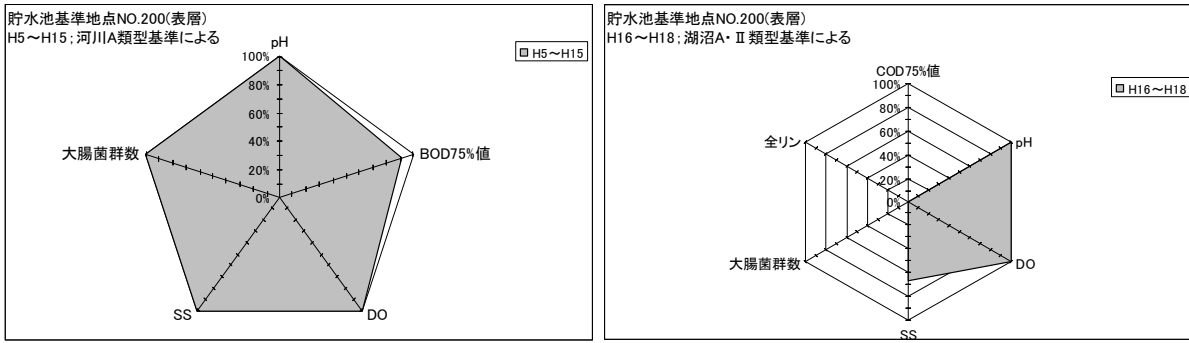 貯水池基準地点NO.200(表層)
H5～H15；河川A類型基準による
H5～H15
pH
100%
80%
60%
40%
20%
0%
BOD75%値
DO
SS
大腸菌群数
貯水池基準地点NO.200(表層)
H16～H18；湖沼A・Ⅱ類型基準による
H16～H18
COD75%値
100%
80%
60%
40%
20%
0%
pH
DO
SS
大腸菌群数
全リン